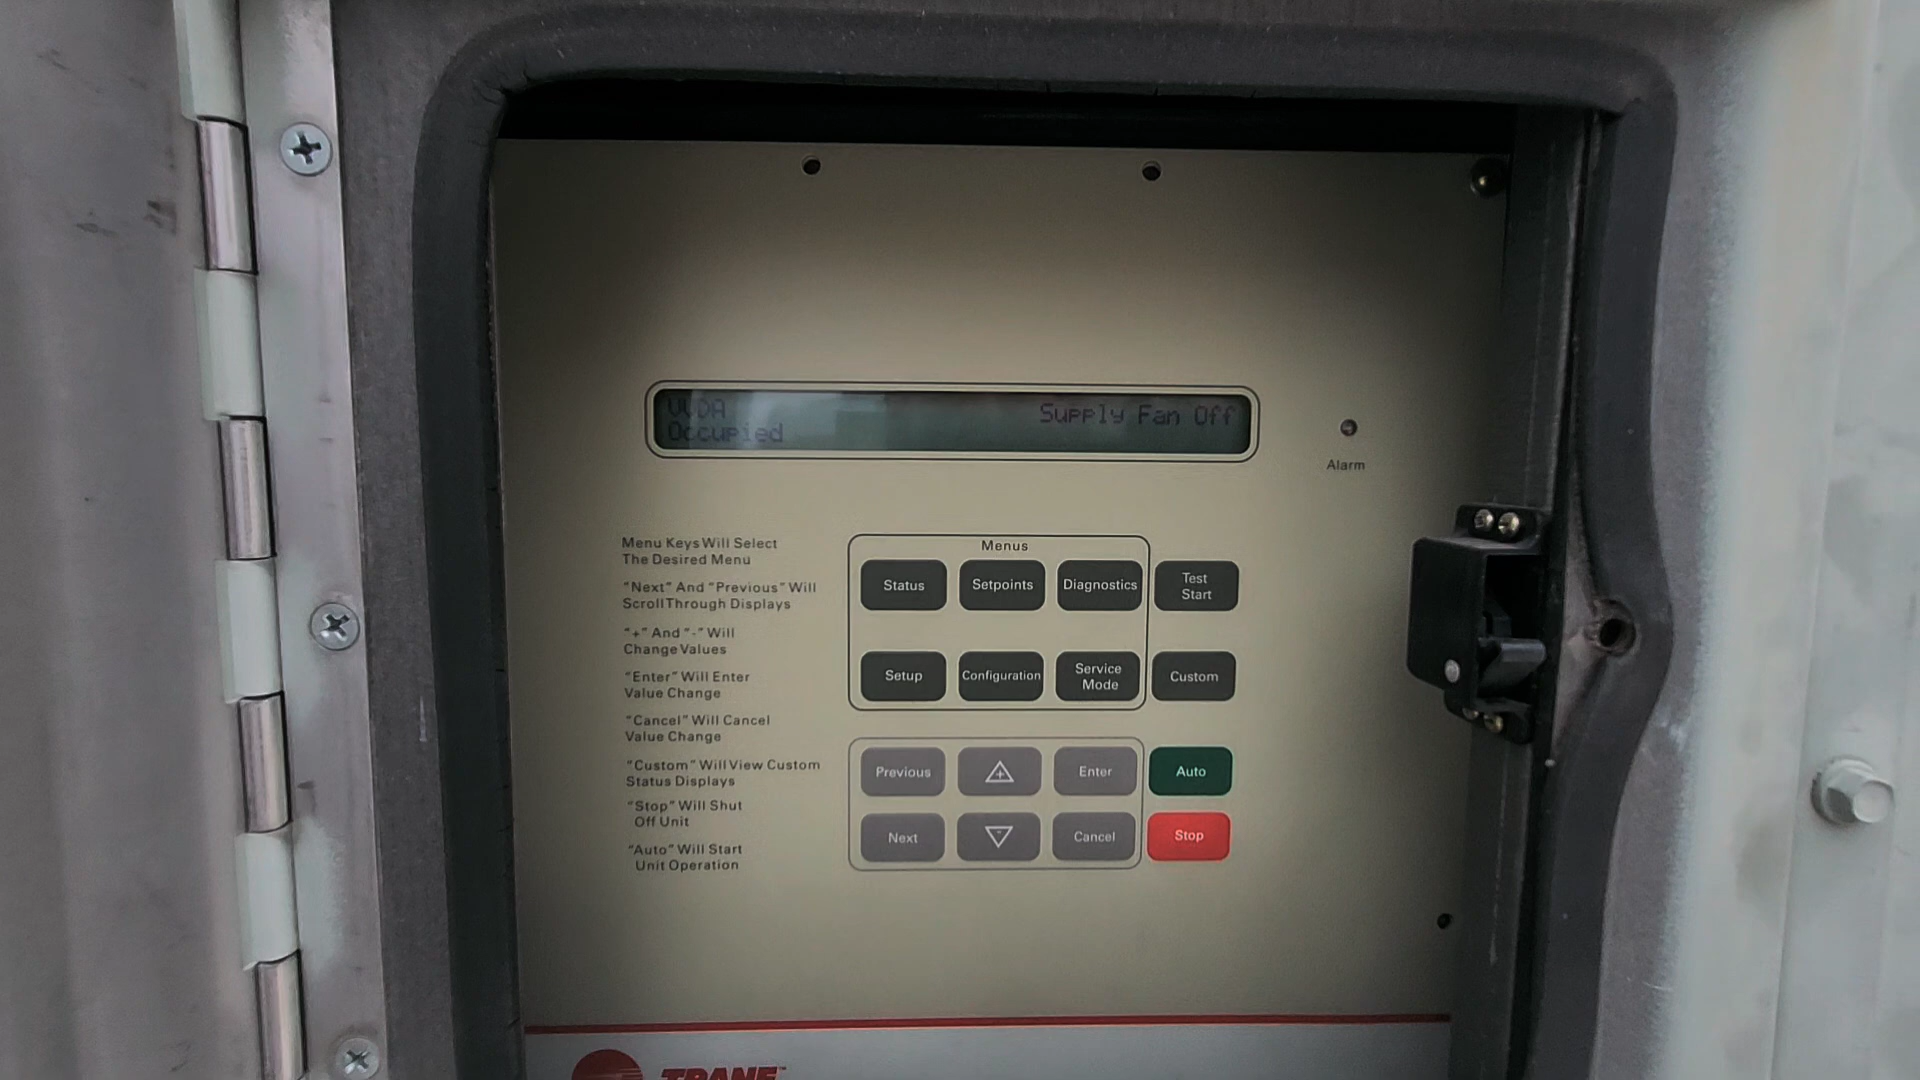 Supply Fan Off
Occupied
Alarm
Menu Keys Will Select
The Desired Menu
"Next" And "Previous" Will
Scroll Through Displays
"+" And "-" Will
Change Values
"Enter" Will Enter
Value Change
"Cancel" Will Cancel
Value Change
"Custom" Will View Custom
Status Displays
"Stop" Will Shut
Off Unit
"Auto" Will Start
Unit Operation
Menus
Status
Setpoints
Diagnostics
Test
Start
Setup
Configuration
Service
Mode
Custom
Previous
+
Enter
Auto
Next
-
Cancel
Stop
TRANE™